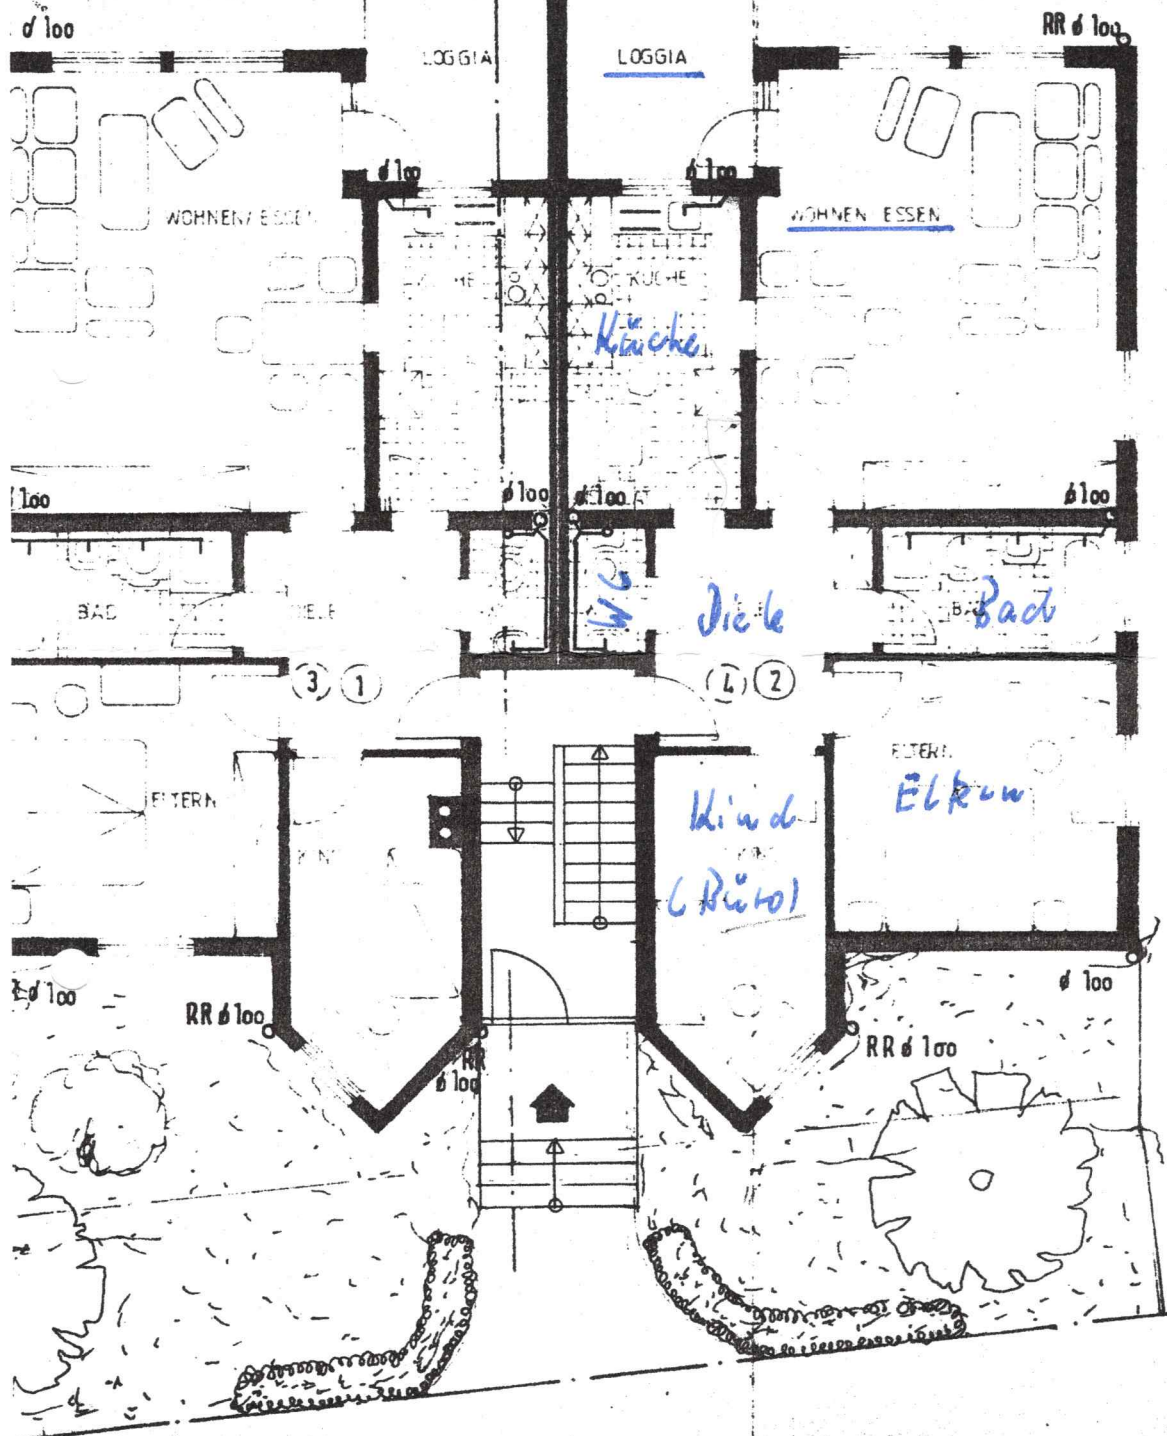 ø 100
RR ø 100
LOGGIA
LOGGIA
ø 100
ø 100
WOHNEN/ ESSEN
WOHNEN/ ESSEN
KÜCHE
Küche
ø 100
ø 100
ø 100
ø 100
BAD
WC
Diele
BAD
Bad
3
1
4
2
ELTERN
ELTERN
Eltern
Kind
(Büro)
ø 100
ø 100
RR ø 100
RR
ø 100
RR ø 100